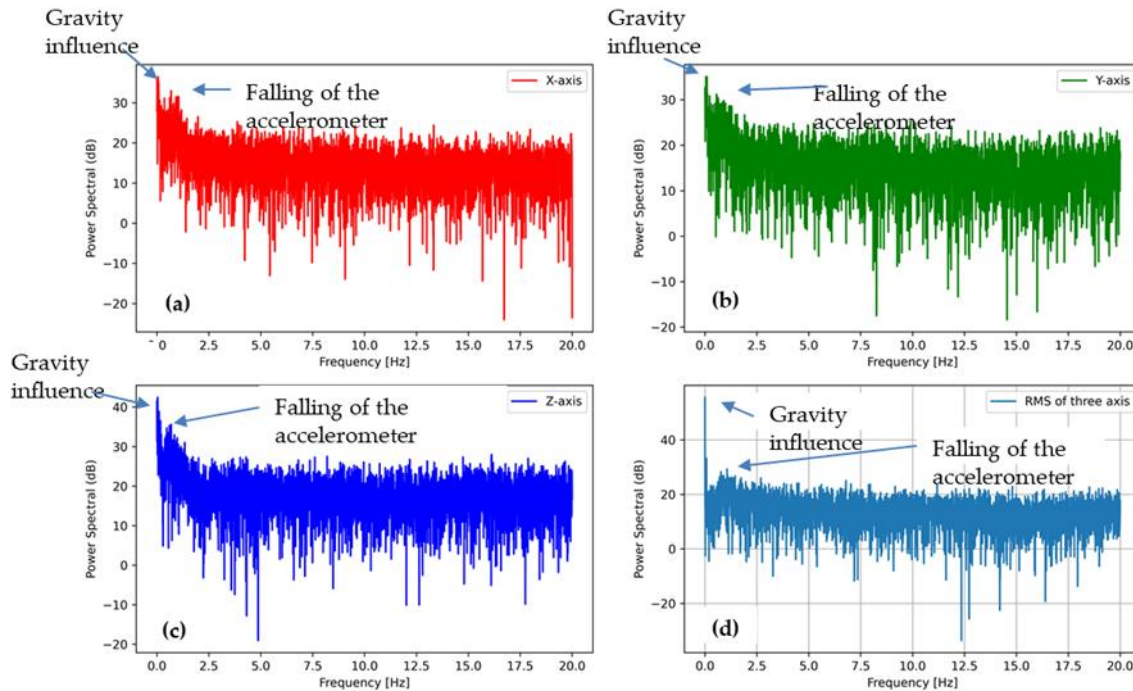 Gravity
influence
Falling of the
accelerometer
X-axis
Power Spectral (dB)
30
20
10
0
−10
−20
(a)
0 2.5 5.0 7.5 10.0 12.5 15.0 17.5 20.0
Frequency [Hz]
Gravity
influence
Falling of the
accelerometer
Y-axis
Power Spectral (dB)
30
20
10
0
−10
−20
(b)
0.0 2.5 5.0 7.5 10.0 12.5 15.0 17.5 20.0
Frequency [Hz]
Gravity
influence
Falling of the
accelerometer
Z-axis
Power Spectral (dB)
40
30
20
10
0
−10
−20
(c)
0.0 2.5 5.0 7.5 10.0 12.5 15.0 17.5 20.0
Frequency [Hz]
RMS of three axis
Gravity
influence
Falling of the
accelerometer
Power Spectral (dB)
40
20
0
−20
(d)
0.0 2.5 5.0 7.5 10.0 12.5 15.0 17.5 20.0
Frequency [Hz]